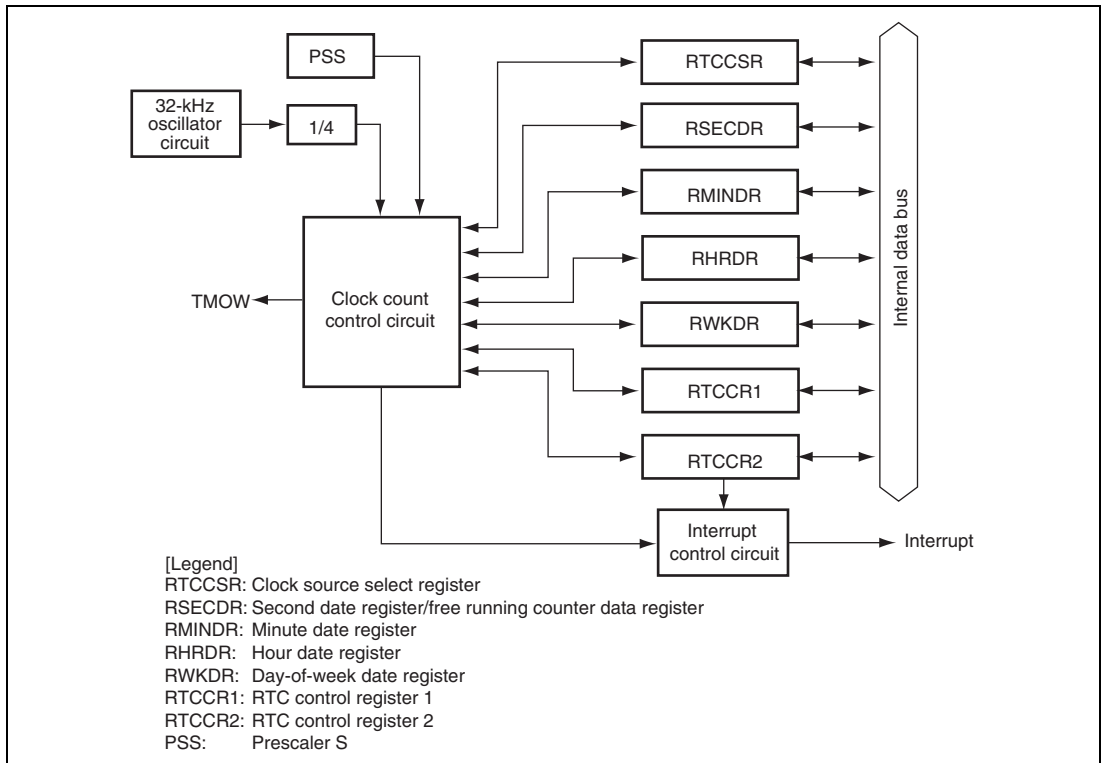 PSS
32-kHz
oscillator
circuit
1/4
RTCCSR
RSECDR
RMINDR
RHRDR
RWKDR
RTCCR1
RTCCR2
Internal data bus
TMOW
Clock count
control circuit
Interrupt
control circuit
Interrupt
[Legend]
RTCCSR: Clock source select register
RSECDR: Second date register/free running counter data register
RMINDR: Minute date register
RHRDR: Hour date register
RWKDR: Day-of-week date register
RTCCR1: RTC control register 1
RTCCR2: RTC control register 2
PSS: Prescaler S